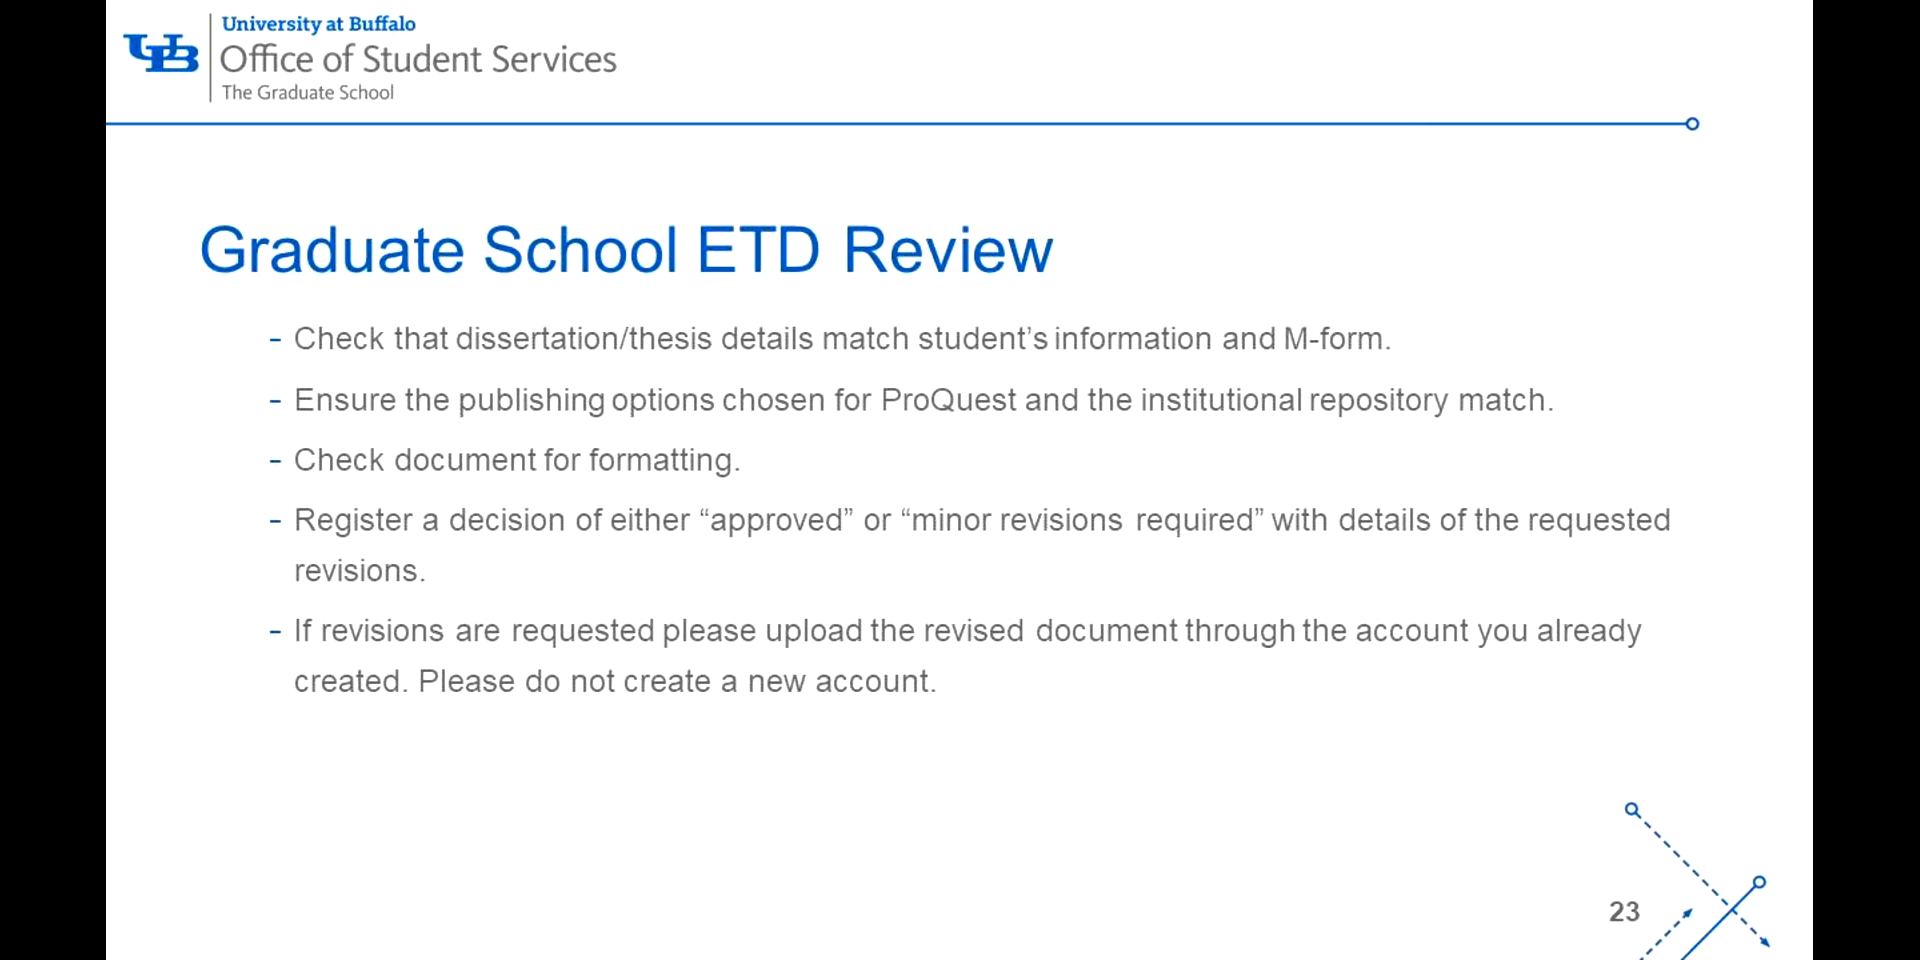 UB
University at Buffalo
Office of Student Services
The Graduate School
Graduate School ETD Review
- Check that dissertation/thesis details match student’s information and M-form.
- Ensure the publishing options chosen for ProQuest and the institutional repository match.
- Check document for formatting.
- Register a decision of either “approved” or “minor revisions required” with details of the requested
revisions.
- If revisions are requested please upload the revised document through the account you already
created. Please do not create a new account.
23